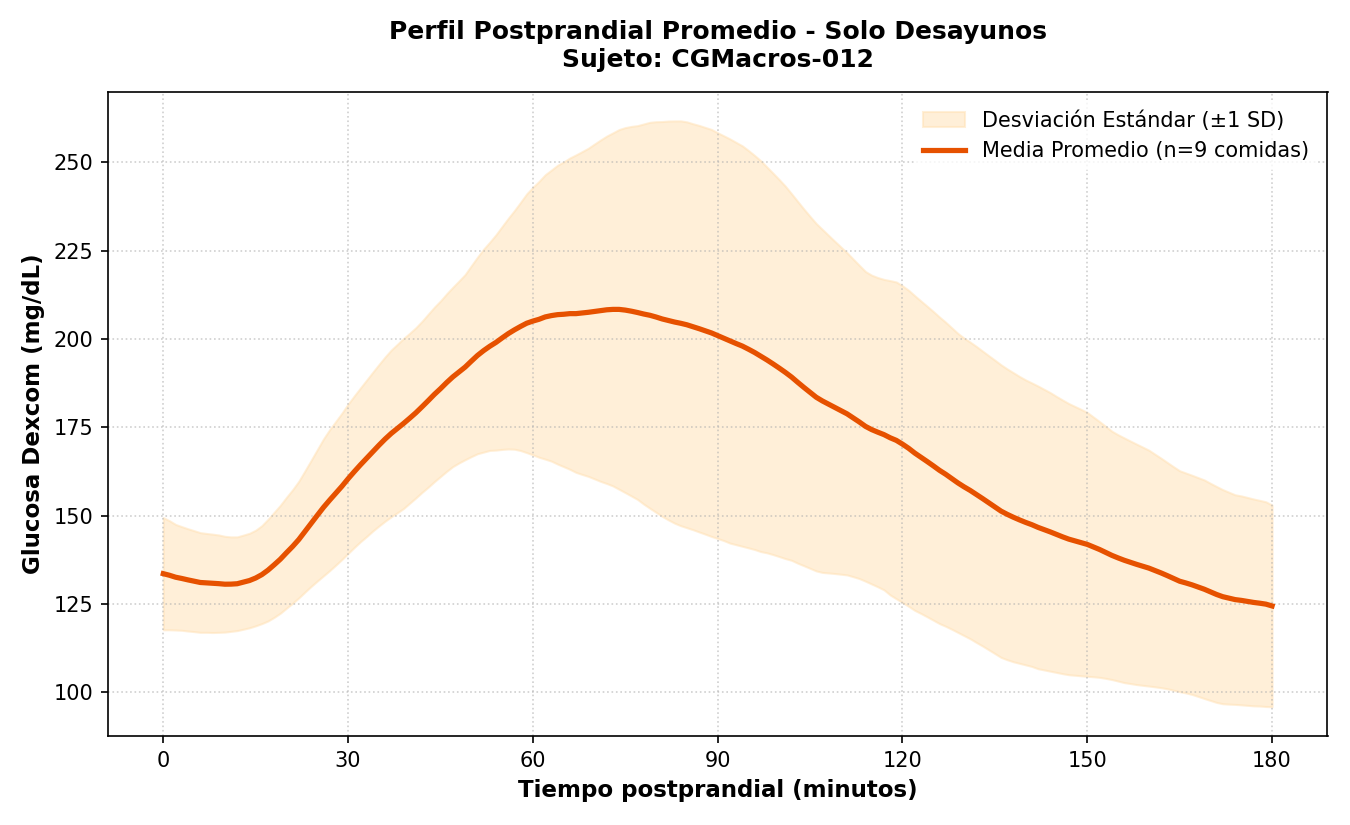 Perfil Postprandial Promedio - Solo Desayunos
Sujeto: CGMacros-012
Desviación Estándar (±1 SD)
Media Promedio (n=9 comidas)
Glucosa Dexcom (mg/dL)
250
225
200
175
150
125
100
0 30 60 90 120 150 180
Tiempo postprandial (minutos)